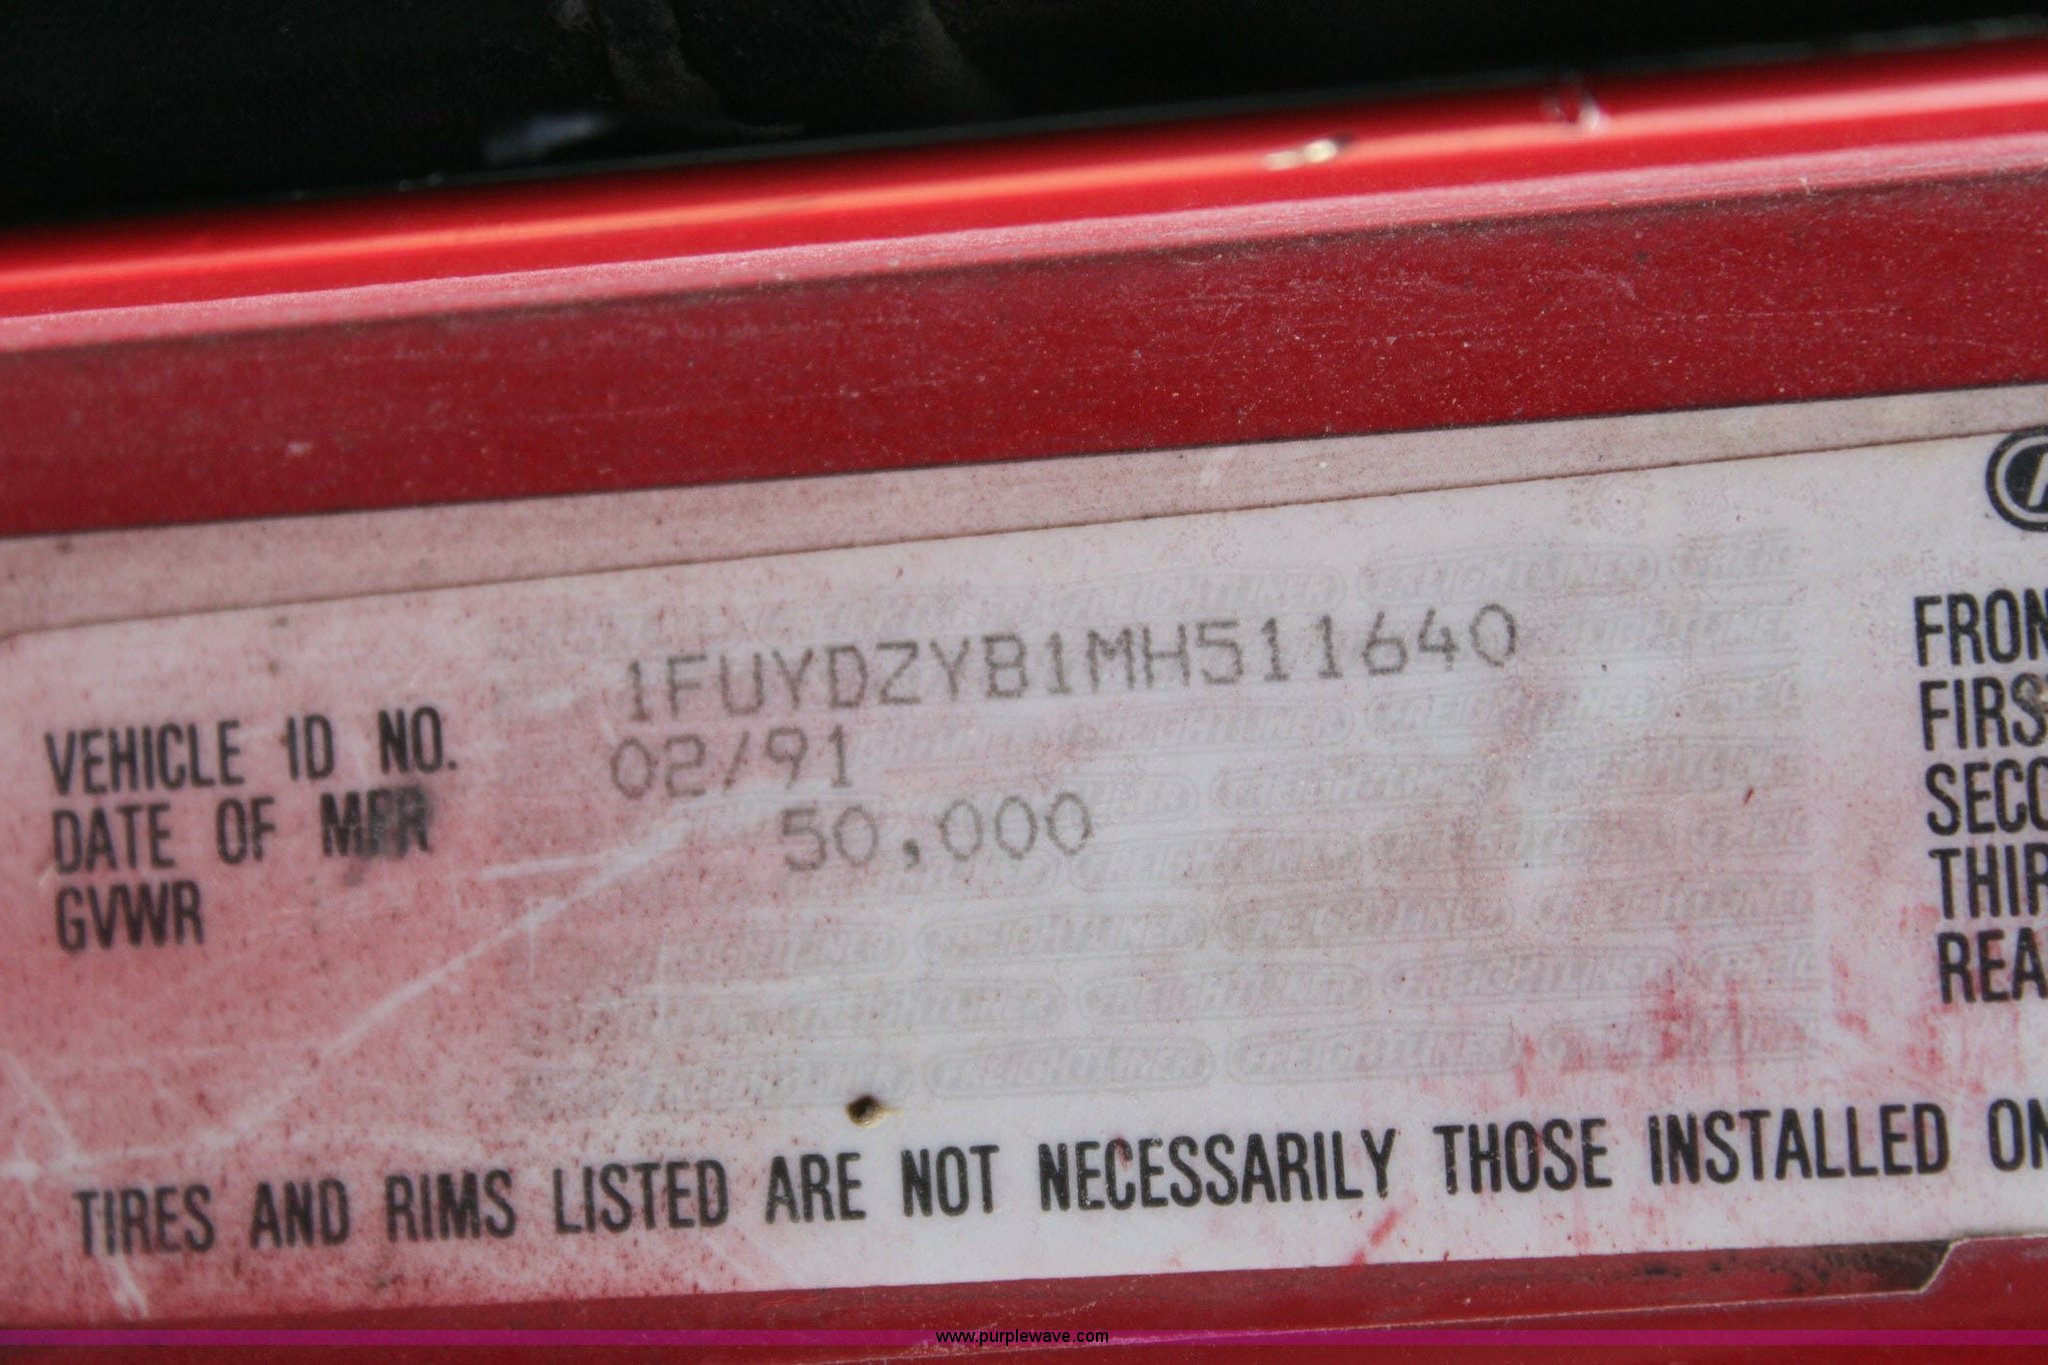 VEHICLE ID NO. 1FUYDZYB1MH511640
DATE OF MFR 02/91
GVWR 50,000
FRON
FIRS
SECO
THIR
REA
TIRES AND RIMS LISTED ARE NOT NECESSARILY THOSE INSTALLED ON
www.purplewave.com